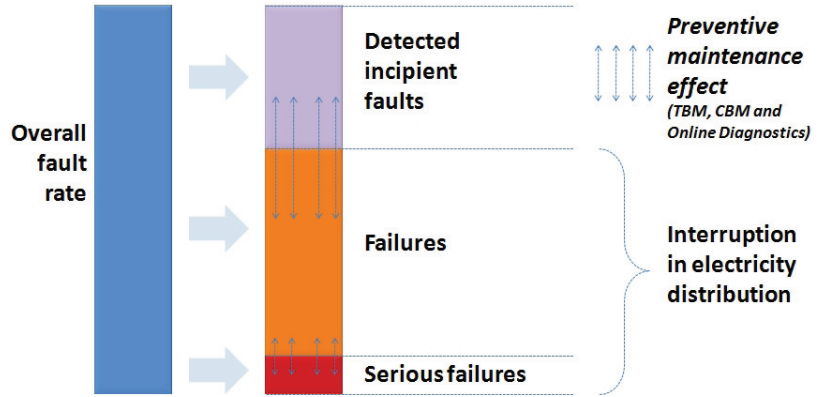 Overall
fault
rate
Detected
incipient
faults
Failures
Serious failures
Preventive
maintenance
effect
(TBM, CBM and
Online Diagnostics)
Interruption
in electricity
distribution